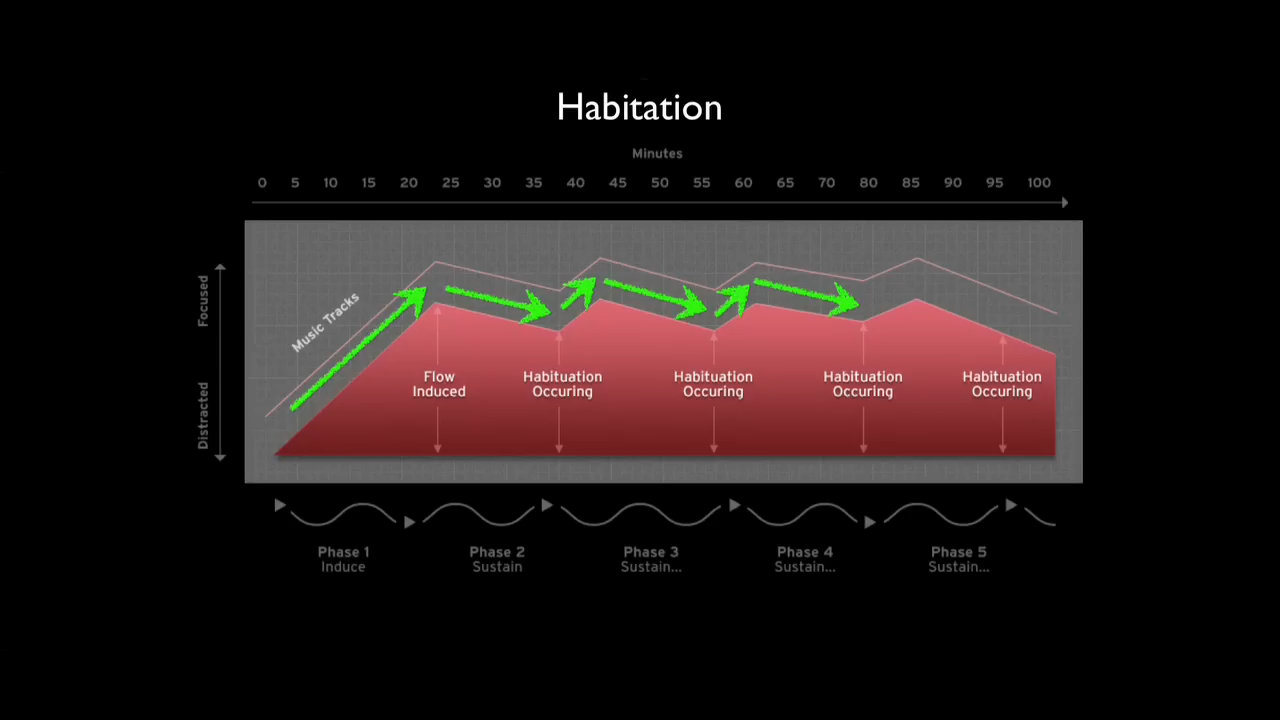 Habitation
Minutes
0 5 10 15 20 25 30 35 40 45 50 55 60 65 70 75 80 85 90 95 100
Focused
Distracted
Music Tracks
Flow
Induced
Habituation
Occuring
Habituation
Occuring
Habituation
Occuring
Habituation
Occuring
Phase 1
Induce
Phase 2
Sustain
Phase 3
Sustain...
Phase 4
Sustain...
Phase 5
Sustain...